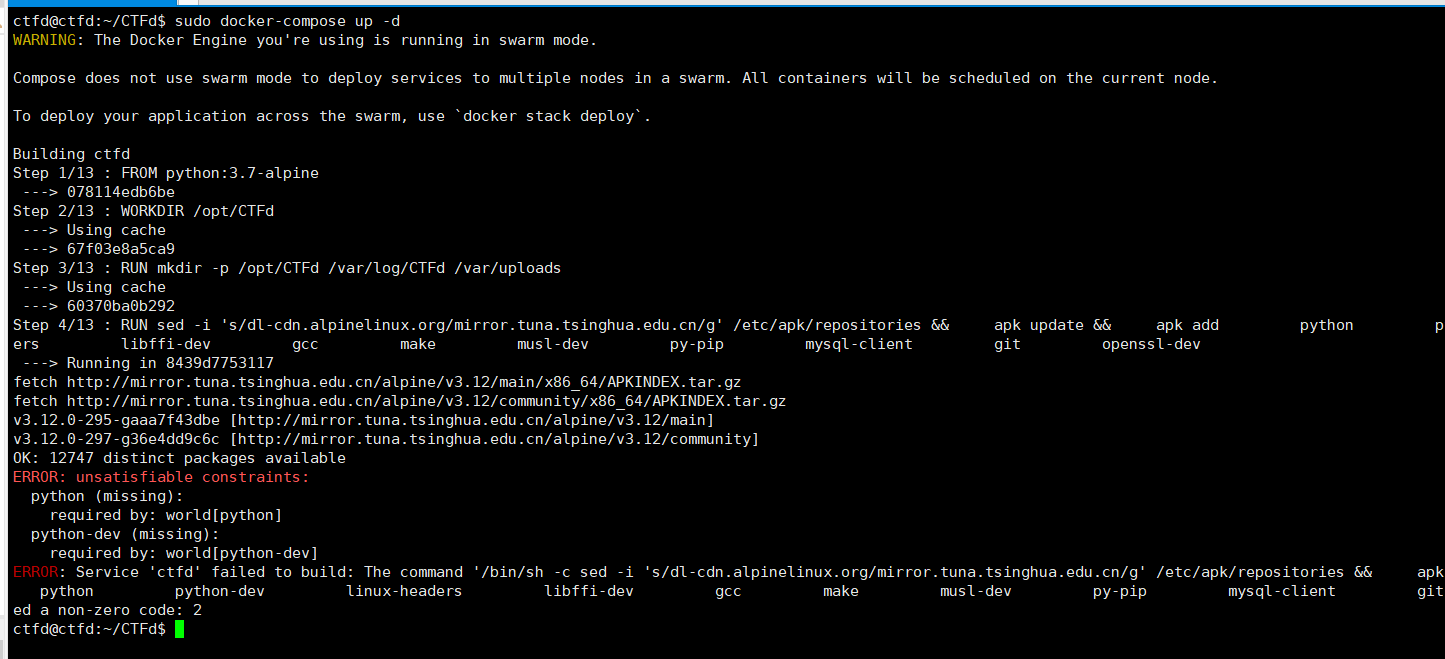 ctfd@ctfd:~/CTFd$ sudo docker-compose up -d
WARNING: The Docker Engine you're using is running in swarm mode.
Compose does not use swarm mode to deploy services to multiple nodes in a swarm. All containers will be scheduled on the current node.
To deploy your application across the swarm, use `docker stack deploy`.
Building ctfd
Step 1/13 : FROM python:3.7-alpine
 ---> 078114edb6be
Step 2/13 : WORKDIR /opt/CTFd
 ---> Using cache
 ---> 67f03e8a5ca9
Step 3/13 : RUN mkdir -p /opt/CTFd /var/log/CTFd /var/uploads
 ---> Using cache
 ---> 60370ba0b292
Step 4/13 : RUN sed -i 's/dl-cdn.alpinelinux.org/mirror.tuna.tsinghua.edu.cn/g' /etc/apk/repositories &&     apk update &&     apk add         python         p
ers         libffi-dev         gcc         make         musl-dev         py-pip         mysql-client         git         openssl-dev
 ---> Running in 8439d7753117
fetch http://mirror.tuna.tsinghua.edu.cn/alpine/v3.12/main/x86_64/APKINDEX.tar.gz
fetch http://mirror.tuna.tsinghua.edu.cn/alpine/v3.12/community/x86_64/APKINDEX.tar.gz
v3.12.0-295-gaaa7f43dbe [http://mirror.tuna.tsinghua.edu.cn/alpine/v3.12/main]
v3.12.0-297-g36e4dd9c6c [http://mirror.tuna.tsinghua.edu.cn/alpine/v3.12/community]
OK: 12747 distinct packages available
ERROR: unsatisfiable constraints:
  python (missing):
    required by: world[python]
  python-dev (missing):
    required by: world[python-dev]
ERROR: Service 'ctfd' failed to build: The command '/bin/sh -c sed -i 's/dl-cdn.alpinelinux.org/mirror.tuna.tsinghua.edu.cn/g' /etc/apk/repositories &&     apk
   python         python-dev         linux-headers         libffi-dev         gcc         make         musl-dev         py-pip         mysql-client         git
ed a non-zero code: 2
ctfd@ctfd:~/CTFd$